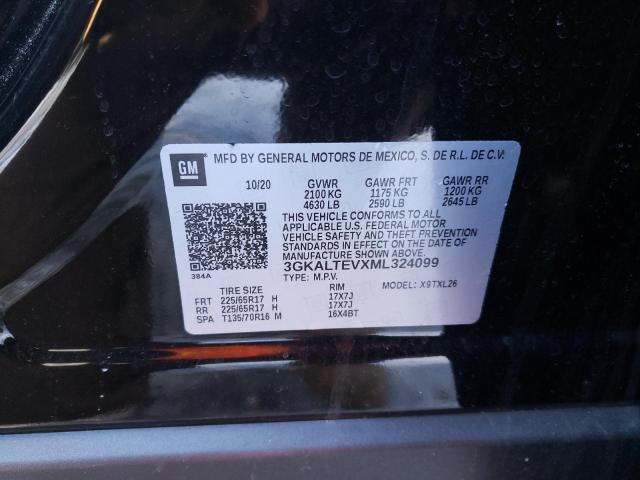 GM MFD BY GENERAL MOTORS DE MEXICO, S. DE R.L. DE C.V.
10/20 GVWR GAWR FRT GAWR RR
2100 KG 1175 KG 1200 KG
4630 LB 2590 LB 2645 LB
THIS VEHICLE CONFORMS TO ALL
APPLICABLE U.S. FEDERAL MOTOR
VEHICLE SAFETY AND THEFT PREVENTION
STANDARDS IN EFFECT ON THE DATE OF
MANUFACTURE SHOWN ABOVE.
3GKALTEVXML324099
384A TYPE: M.P.V. MODEL: X9TXL26
TIRE SIZE RIM
FRT 225/65R17 H 17X7J
RR 225/65R17 H 17X7J
SPA T135/70R16 M 16X4BT